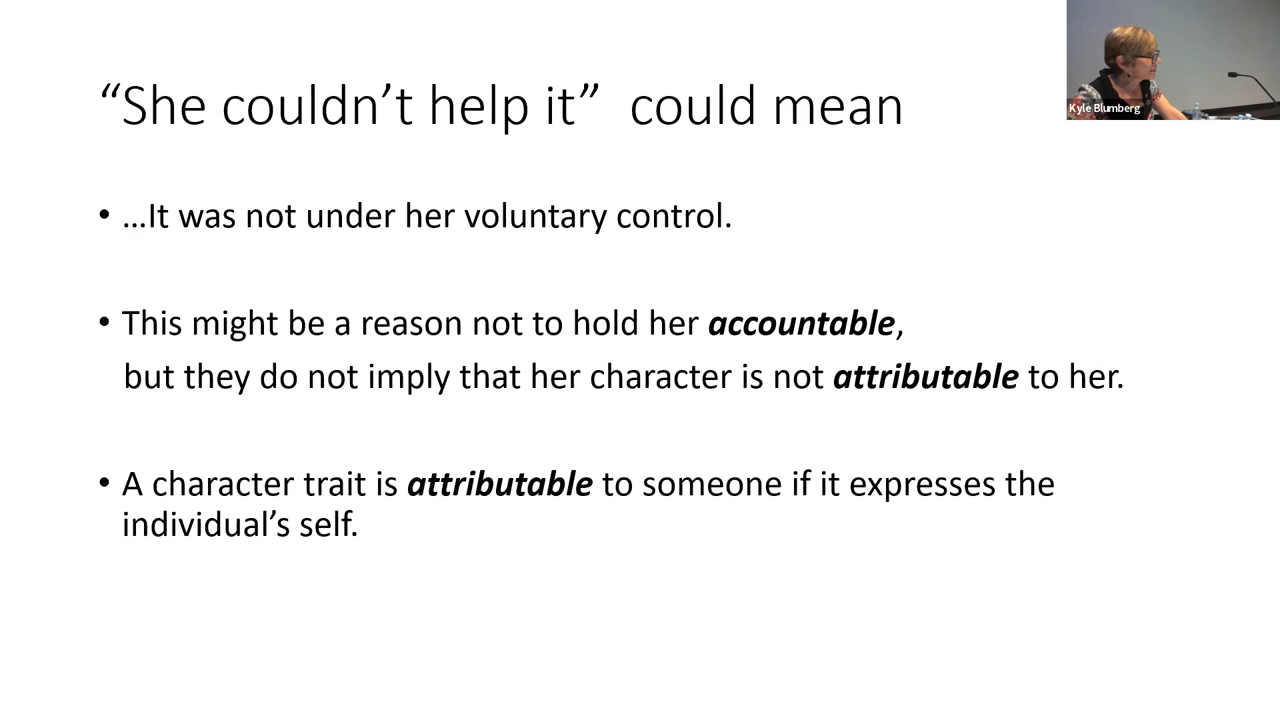 “She couldn’t help it”  could mean
Kyle Blumberg
• …It was not under her voluntary control.
• This might be a reason not to hold her accountable,
but they do not imply that her character is not attributable to her.
• A character trait is attributable to someone if it expresses the
individual’s self.